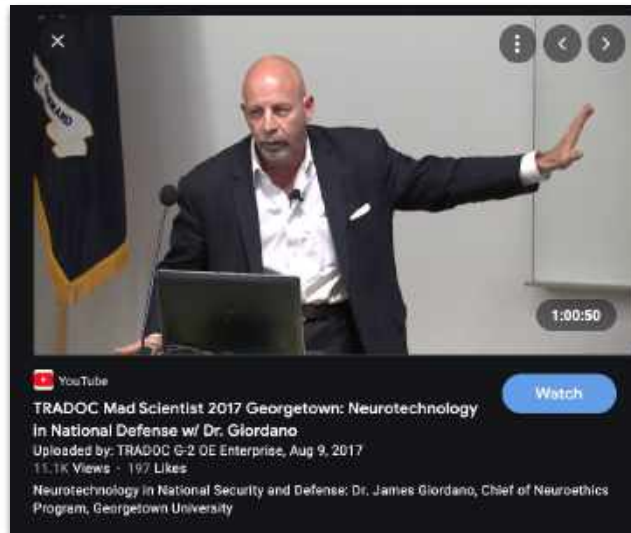 WARD
1:00:50
YouTube
Watch
TRADOC Mad Scientist 2017 Georgetown: Neurotechnology
in National Defense w/ Dr. Giordano
Uploaded by: TRADOC G-2 OE Enterprise, Aug 9, 2017
11.1K Views · 197 Likes
Neurotechnology in National Security and Defense: Dr. James Giordano, Chief of Neuroethics
Program, Georgetown University